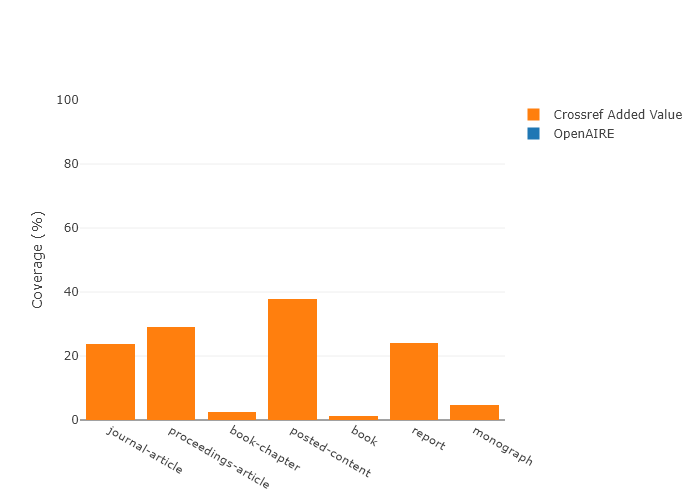 100
80
60
40
20
0
Coverage (%)
journal-article
proceedings-article
book-chapter
posted-content
book
report
monograph
Crossref Added Value
OpenAIRE